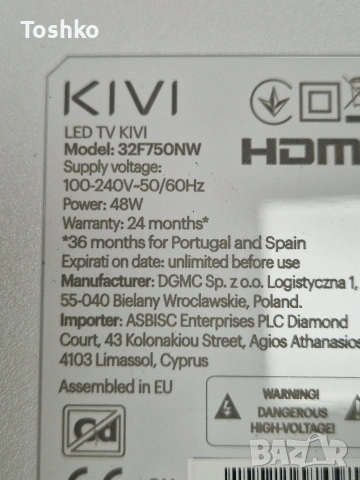 Toshko
KIVI
LED TV KIVI
Model: 32F750NW
Supply voltage:
100-240V~50/60Hz
Power: 48W
Warranty: 24 months*
*36 months for Portugal and Spain
Expirati on date: unlimited before use
Manufacturer: DGMC Sp. z o.o. Logistyczna 1,
55-040 Bielany Wroclawskie, Poland.
Importer: ASBISC Enterprises PLC Diamond
Court, 43 Kolonakiou Street, Agios Athanasios
4103 Limassol, Cyprus
Assembled in EU
HDM
Cd
WARNING!
DANGEROUS
HIGH-VOLTAGE!
BAZAR